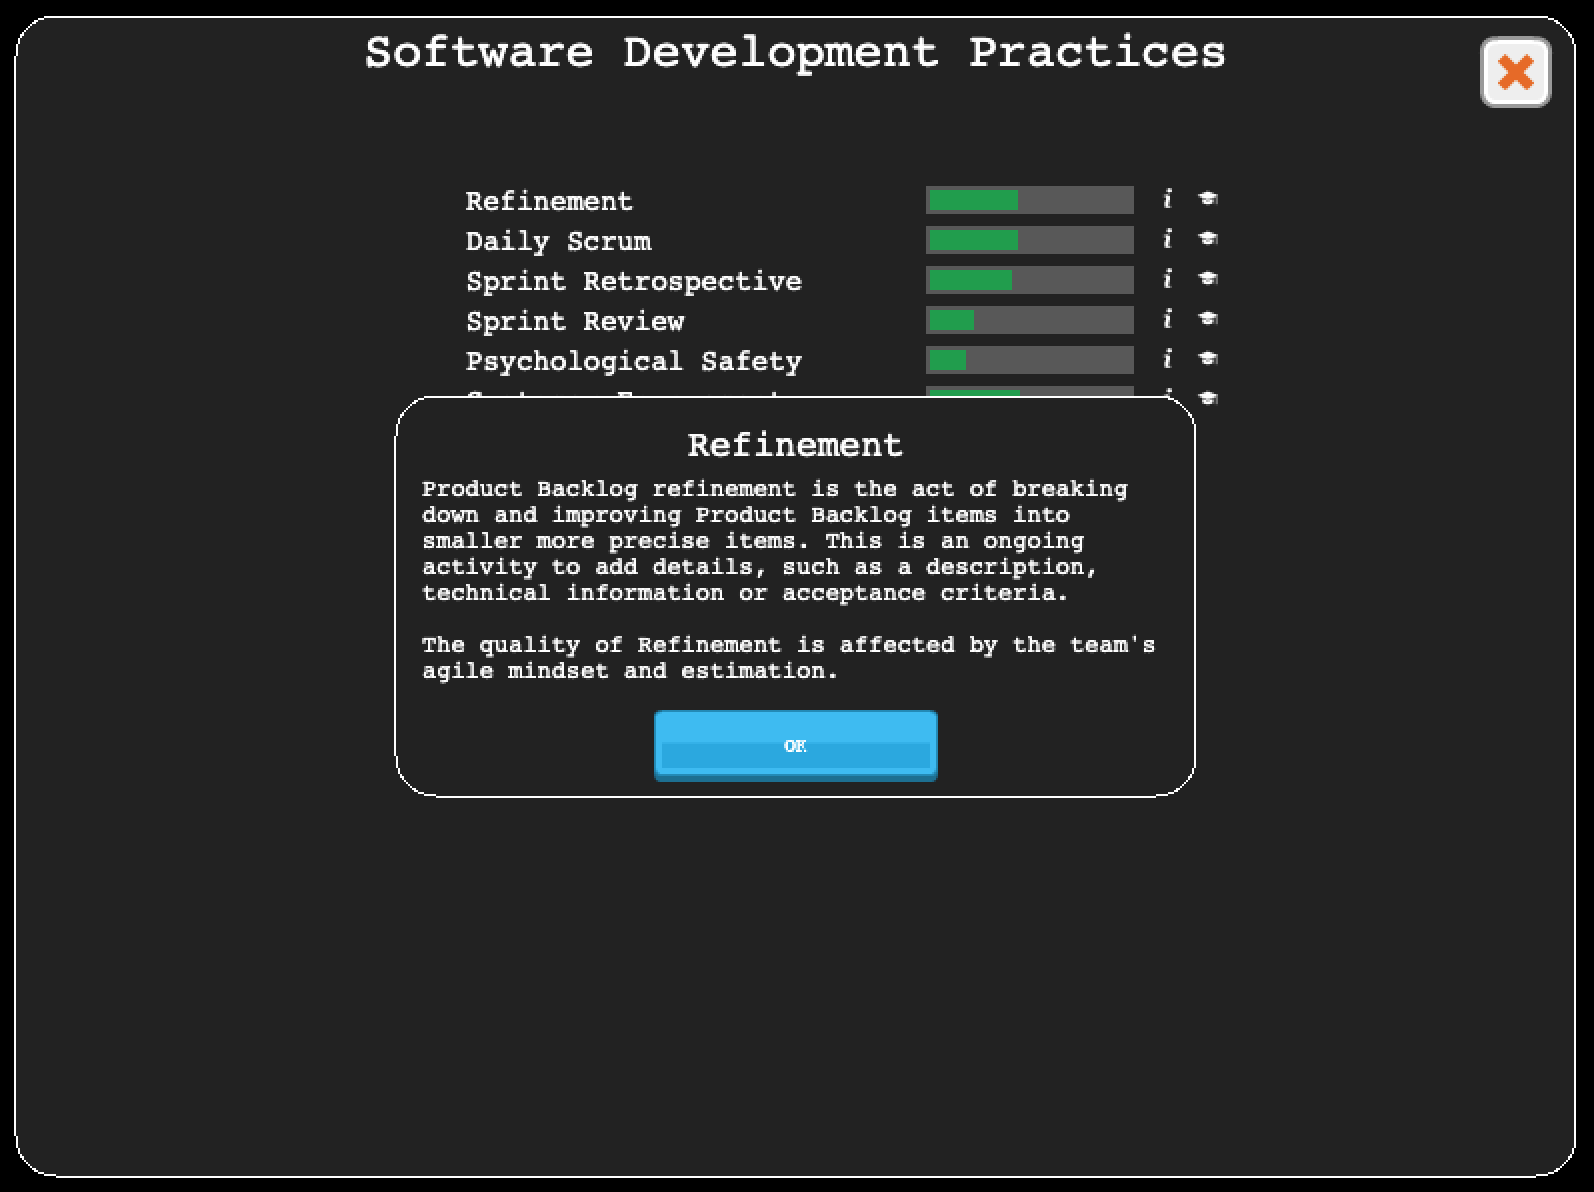 Software Development Practices
Refinement
Daily Scrum
Sprint Retrospective
Sprint Review
Psychological Safety
Refinement
Product Backlog refinement is the act of breaking
down and improving Product Backlog items into
smaller more precise items. This is an ongoing
activity to add details, such as a description,
technical information or acceptance criteria.
The quality of Refinement is affected by the team's
agile mindset and estimation.
OK